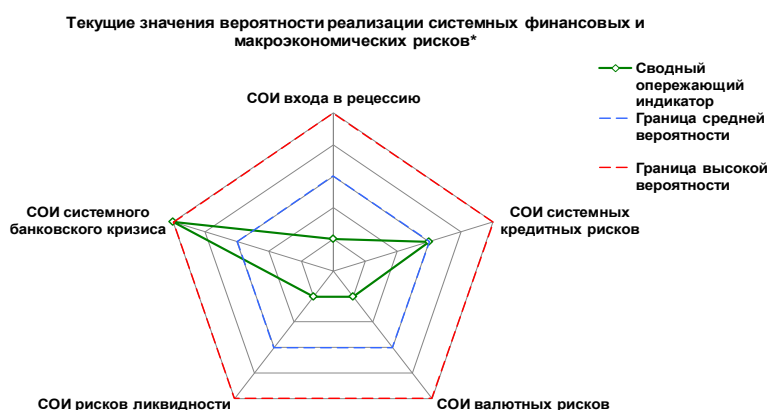 Текущие значения вероятности реализации системных финансовых и
макроэкономических рисков*
Сводный
опережающий
индикатор
Граница средней
вероятности
Граница высокой
вероятности
СОИ входа в рецессию
СОИ системных
кредитных рисков
СОИ валютных рисков
СОИ рисков ликвидности
СОИ системного
банковского кризиса